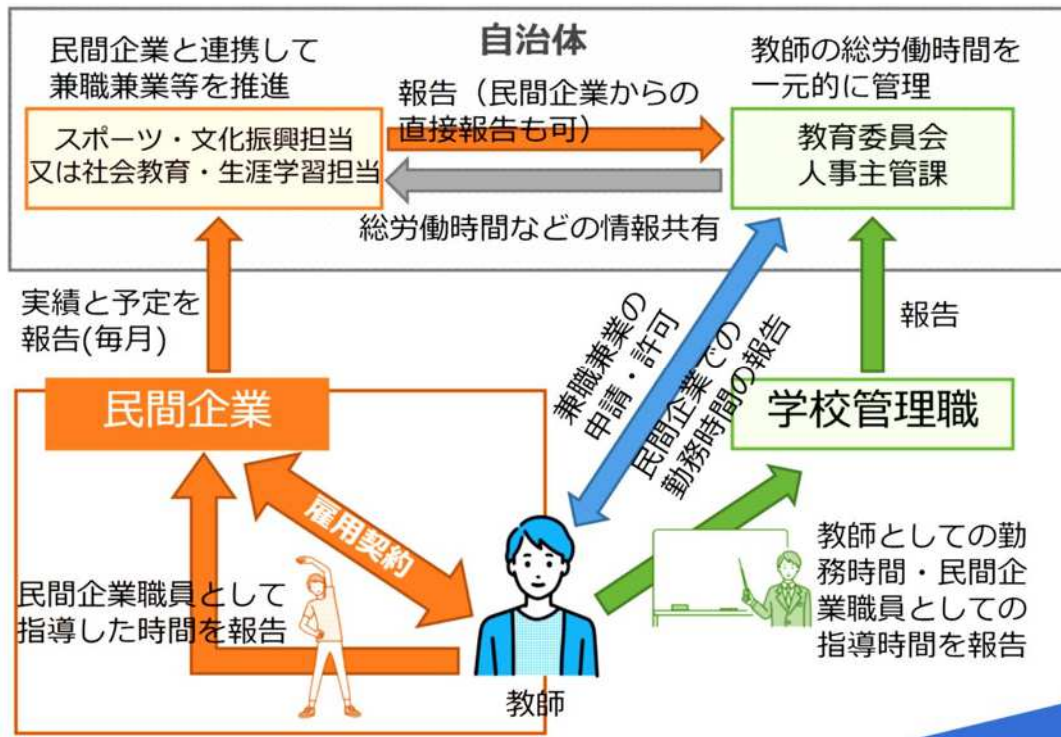 自治体
民間企業と連携して
兼職兼業等を推進
スポーツ・文化振興担当
又は社会教育・生涯学習担当
報告（民間企業からの
直接報告も可）
総労働時間などの情報共有
教師の総労働時間を
一元的に管理
教育委員会
人事主管課
実績と予定を
報告(毎月)
兼職兼業の
申請・許可
民間企業での
勤務時間の報告
報告
民間企業
学校管理職
雇用契約
民間企業職員として
指導した時間を報告
教師
教師としての勤
務時間・民間企
業職員としての
指導時間を報告